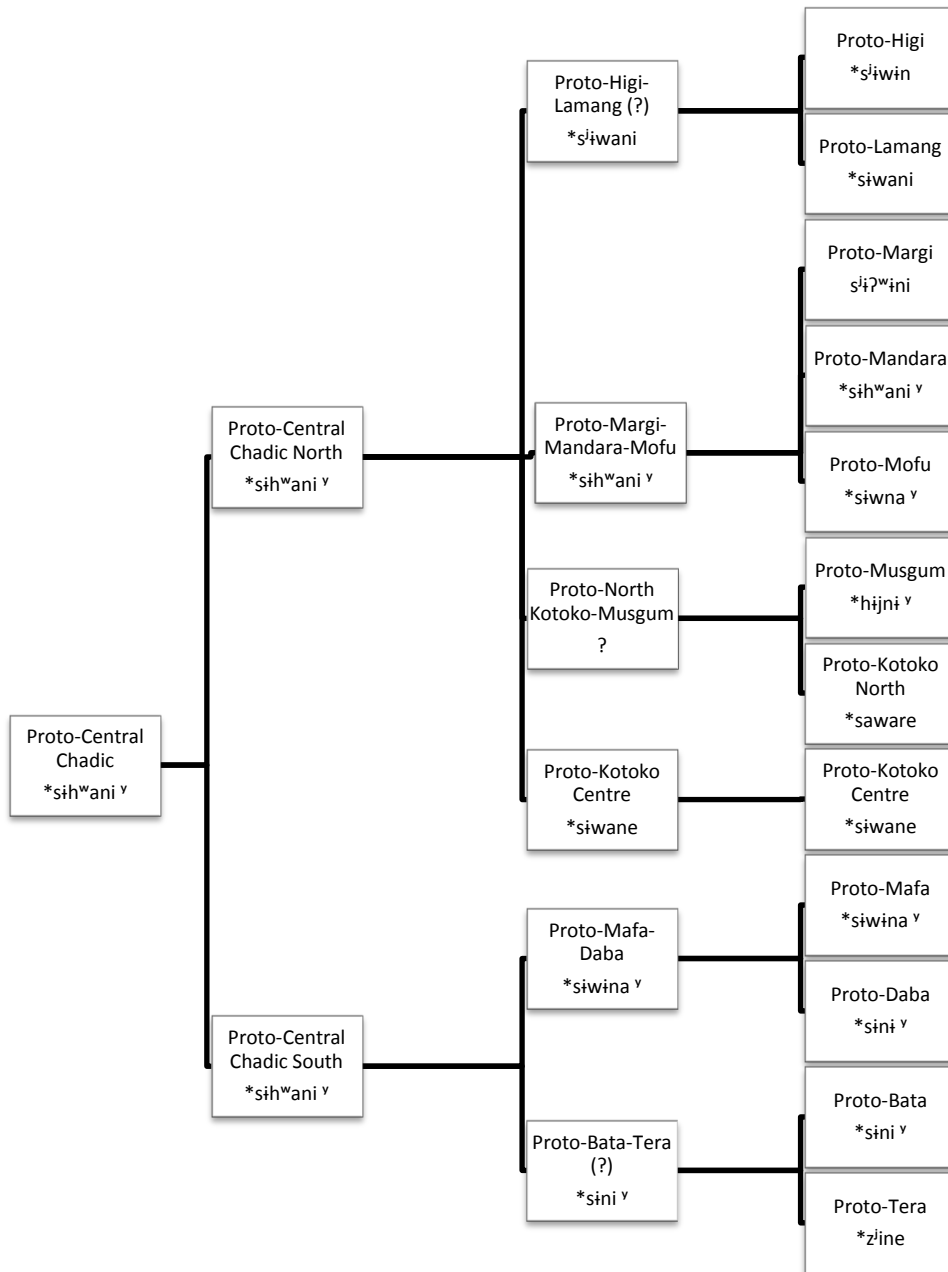 Proto-Central
Chadic
*sɨhʷani ʸ
Proto-Central
Chadic North
*sɨhʷani ʸ
Proto-Central
Chadic South
*sɨhʷani ʸ
Proto-Higi-
Lamang (?)
*sʲɨwani
Proto-Margi-
Mandara-Mofu
*sɨhʷani ʸ
Proto-North
Kotoko-Musgum
?
Proto-Kotoko
Centre
*sɨwane
Proto-Mafa-
Daba
*sɨwɨna ʸ
Proto-Bata-Tera
(?)
*sɨni ʸ
Proto-Higi
*sʲɨwɨn
Proto-Lamang
*sɨwani
Proto-Margi
sʲɨʔʷɨni
Proto-Mandara
*sɨhʷani ʸ
Proto-Mofu
*sɨwna ʸ
Proto-Musgum
*hɨjnɨ ʸ
Proto-Kotoko
North
*saware
Proto-Kotoko
Centre
*sɨwane
Proto-Mafa
*sɨwɨna ʸ
Proto-Daba
*sɨnɨ ʸ
Proto-Bata
*sɨni ʸ
Proto-Tera
*zʲine